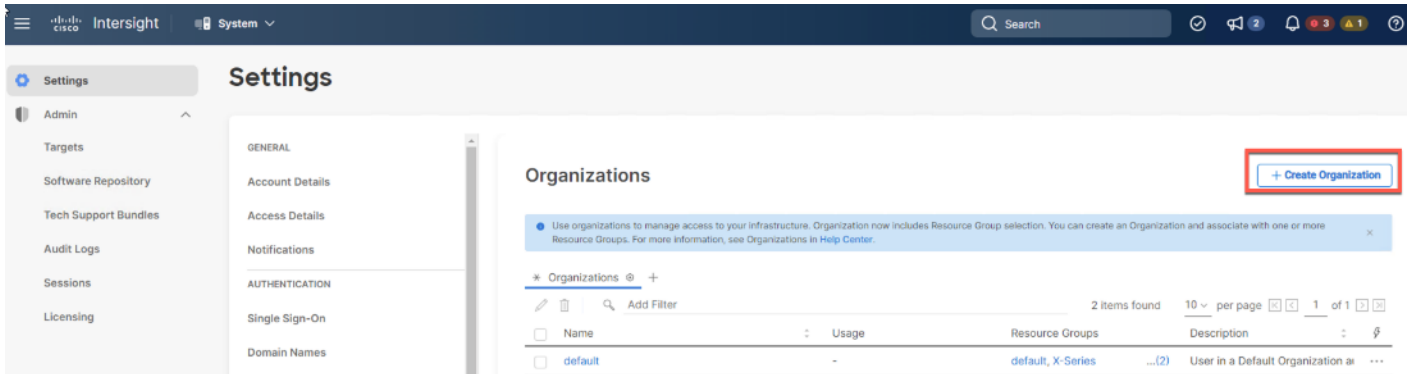 cisco Intersight System Search 2 3 1
Settings
Settings
Admin
Targets
Software Repository
Tech Support Bundles
Audit Logs
Sessions
Licensing
GENERAL
Account Details
Access Details
Notifications
AUTHENTICATION
Single Sign-On
Domain Names
Organizations
+ Create Organization
Use organizations to manage access to your infrastructure. Organization now includes Resource Group selection. You can create an Organization and associate with one or more
Resource Groups. For more information, see Organizations in Help Center.
Organizations +
Add Filter 2 items found 10 per page 1 of 1
Name Usage Resource Groups Description
default - default, X-Series ...(2) User in a Default Organization ...